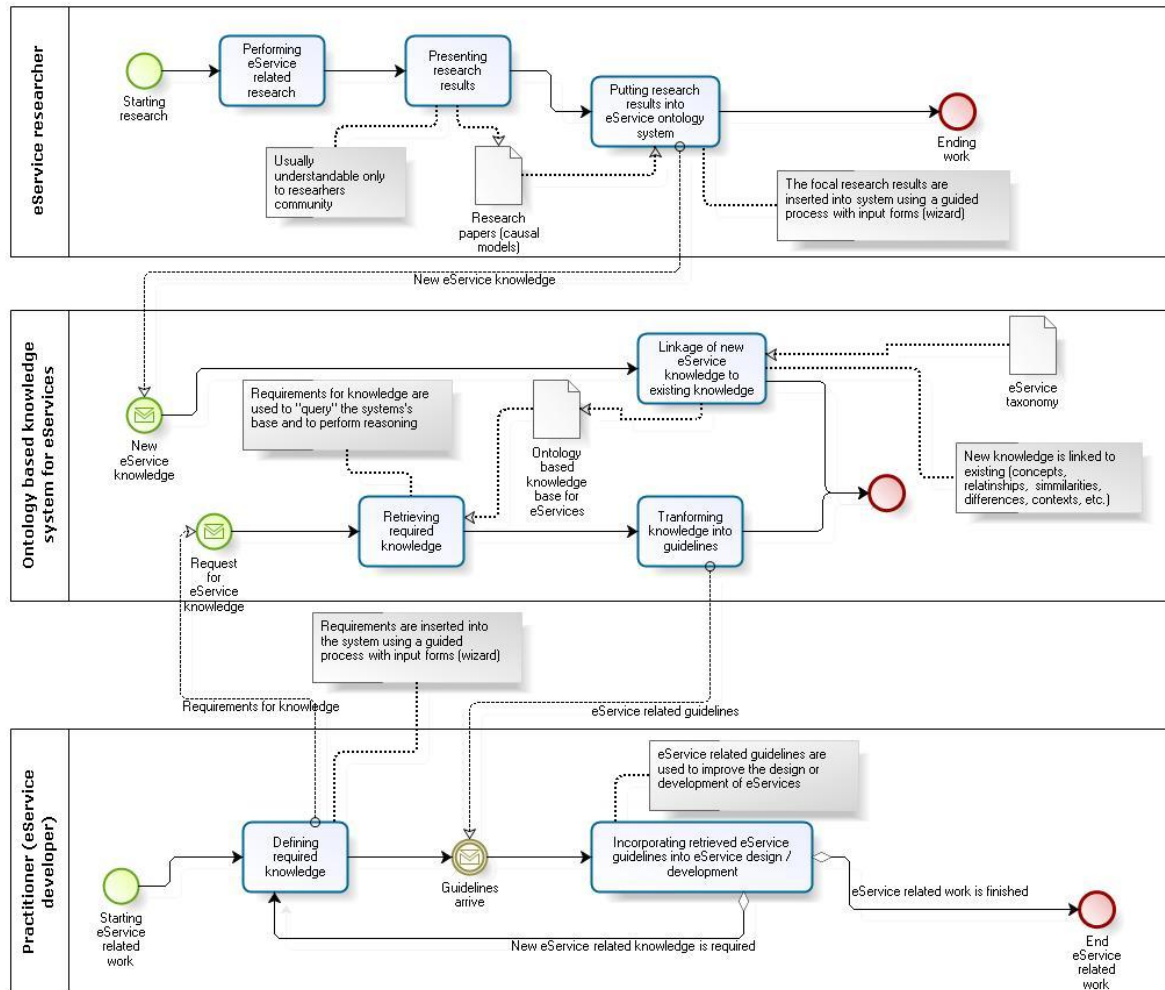 eService researcher
Starting
research
Performing
eService
related
research
Presenting
research
results
Putting research
results into
eService ontology
system
Ending
work
Usually
understandable only
to researhers
community
Research
papers (causal
models)
The focal research results are
inserted into system using a guided
process with input forms (wizard)
New eService knowledge
Ontology based knowledge
system for eServices
New
eService
knowledge
Requirements for knowledge are
used to "query" the systems's
base and to perform reasoning
Linkage of new
eService
knowledge to
existing knowledge
eService
taxonomy
Ontology
based
knowledge
base for
eServices
New knowledge is linked to
existing (concepts,
relatinships, simmilarities,
differences, contexts, etc.)
Request
for
eService
knowledge
Retrieving
required
knowledge
Tranforming
knowledge into
guidelines
Requirements are inserted into
the system using a guided
process with input forms (wizard)
Requirements for knowledge
eService related guidelines
Practitioner (eService
developer)
eService related guidelines are
used to improve the design or
development of eServices
Starting
eService
related
work
Defining
required
knowledge
Guidelines
arrive
Incorporating retrieved eService
guidelines into eService design /
development
eService related work is finished
New eService related knowledge is required
End
eService
related
work